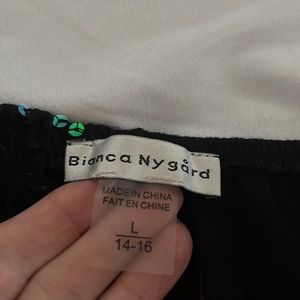 Bianca Nygård
MADE IN CHINA
FAIT EN CHINE
L
14-16